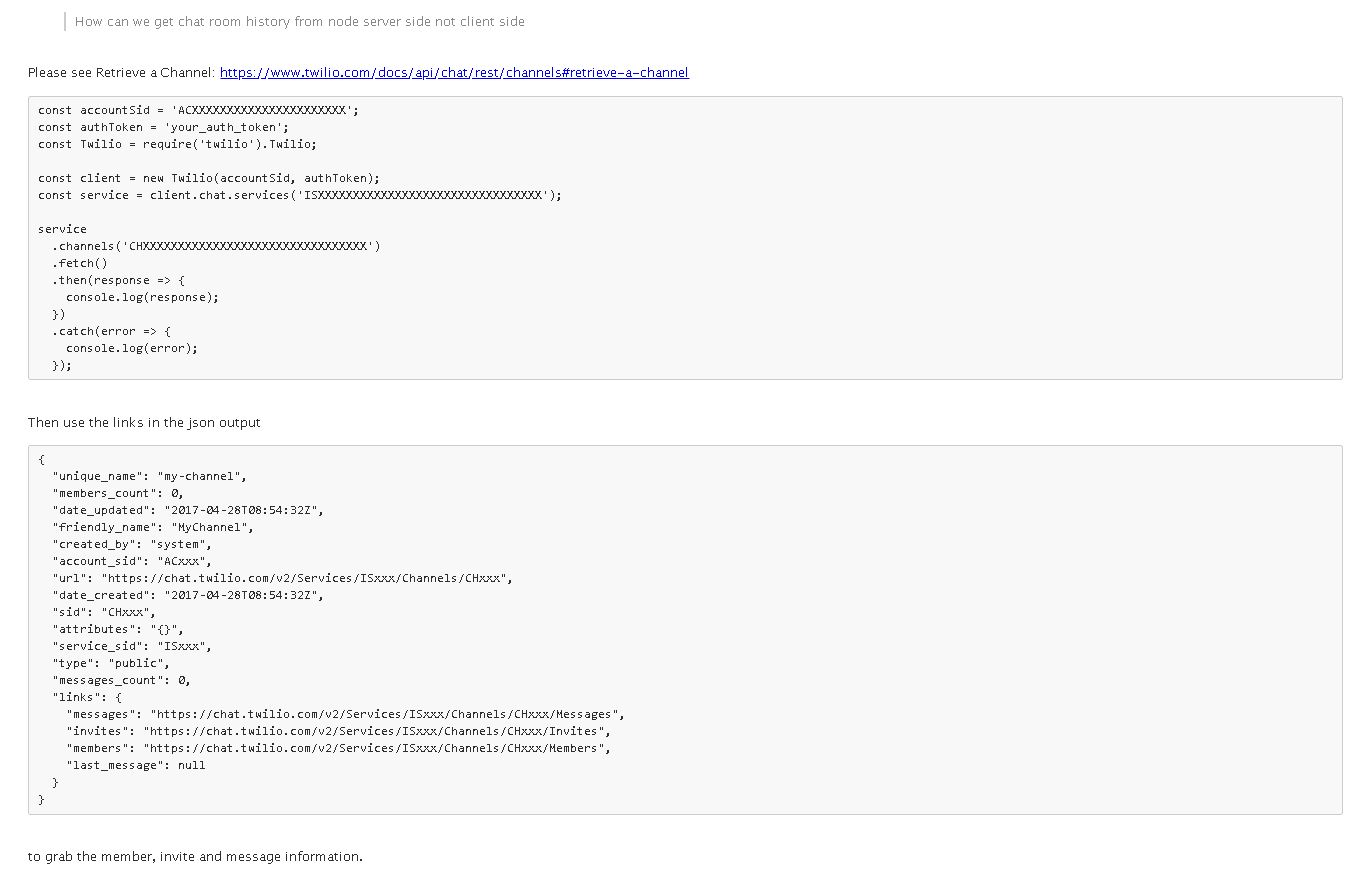 How can we get chat room history from node server side not client side
Please see Retrieve a Channel: https://www.twilio.com/docs/api/chat/rest/channels#retrieve-a-channel
const accountSid = 'ACXXXXXXXXXXXXXXXXXXXXXX';
const authToken = 'your_auth_token';
const Twilio = require('twilio').Twilio;
const client = new Twilio(accountSid, authToken);
const service = client.chat.services('ISXXXXXXXXXXXXXXXXXXXXXXXXXXXXXXXX');
service
  .channels('CHXXXXXXXXXXXXXXXXXXXXXXXXXXXXXXXX')
  .fetch()
  .then(response => {
    console.log(response);
  })
  .catch(error => {
    console.log(error);
  });
Then use the links in the json output
{
  "unique_name": "my-channel",
  "members_count": 0,
  "date_updated": "2017-04-28T08:54:32Z",
  "friendly_name": "MyChannel",
  "created_by": "system",
  "account_sid": "ACxxx",
  "url": "https://chat.twilio.com/v2/Services/ISxxx/Channels/CHxxx",
  "date_created": "2017-04-28T08:54:32Z",
  "sid": "CHxxx",
  "attributes": "{}",
  "service_sid": "ISxxx",
  "type": "public",
  "messages_count": 0,
  "links": {
    "messages": "https://chat.twilio.com/v2/Services/ISxxx/Channels/CHxxx/Messages",
    "invites": "https://chat.twilio.com/v2/Services/ISxxx/Channels/CHxxx/Invites",
    "members": "https://chat.twilio.com/v2/Services/ISxxx/Channels/CHxxx/Members",
    "last_message": null
  }
}
to grab the member, invite and message information.